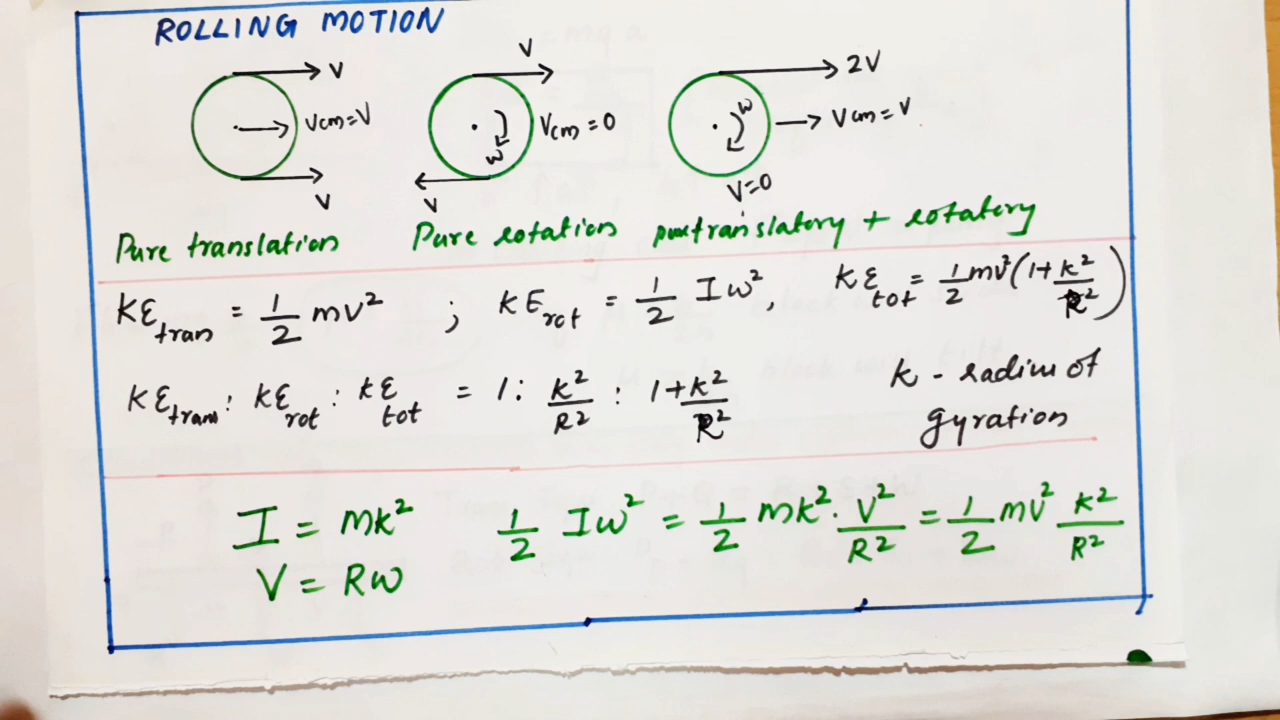 ROLLING MOTION
V V 2V
Vcm=V Vcm=0 w Vcm=V
w
V V V=0
Pure translation Pure rotation pure translatory + rotatory
KE_tran = 1/2 mv² ; KE_rot = 1/2 Iω², KE_tot = 1/2 mv²(1+k²/R²)
KE_tran : KE_rot : KE_tot = 1 : k²/R² : 1+k²/R² k - radius of
gyration
I = mk² 1/2 Iω² = 1/2 mk². V²/R² = 1/2 mv² k²/R²
V = Rω